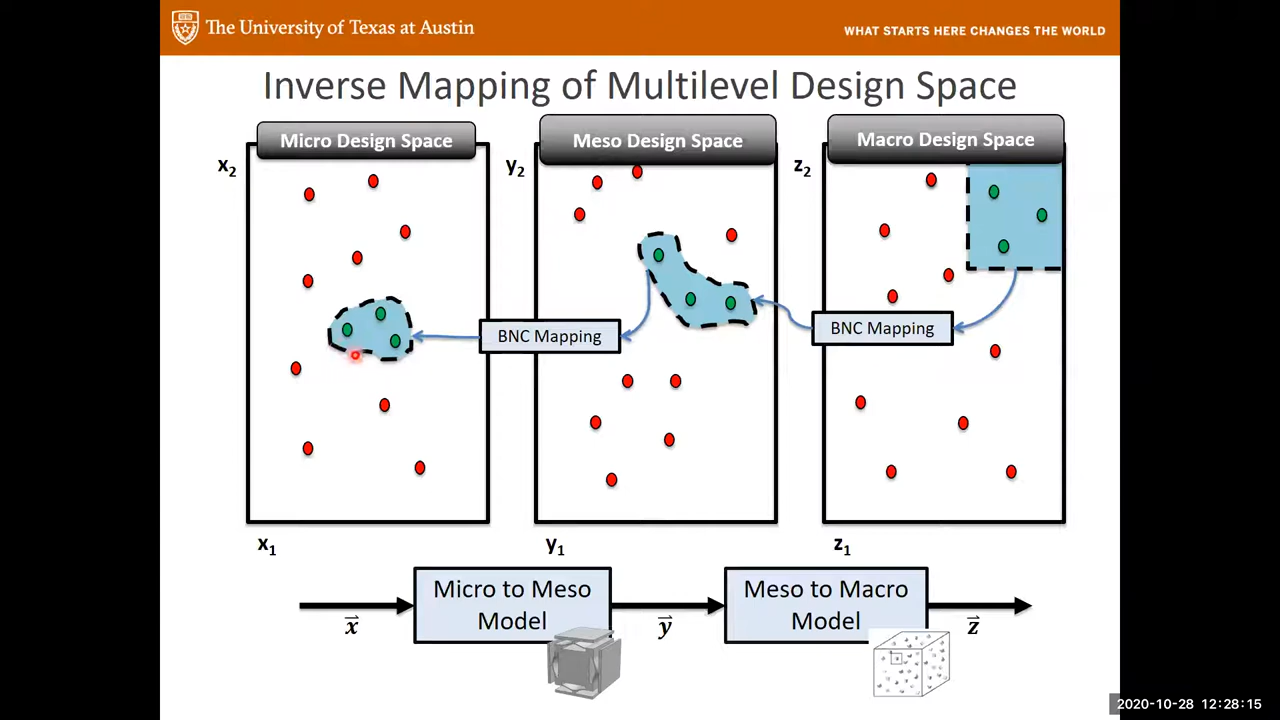 The University of Texas at Austin
WHAT STARTS HERE CHANGES THE WORLD
Inverse Mapping of Multilevel Design Space
Micro Design Space
Meso Design Space
Macro Design Space
x₂
y₂
z₂
BNC Mapping
BNC Mapping
x₁
y₁
z₁
Micro to Meso
Model
Meso to Macro
Model
x⃗
y⃗
z⃗
2020-10-28 12:28:15